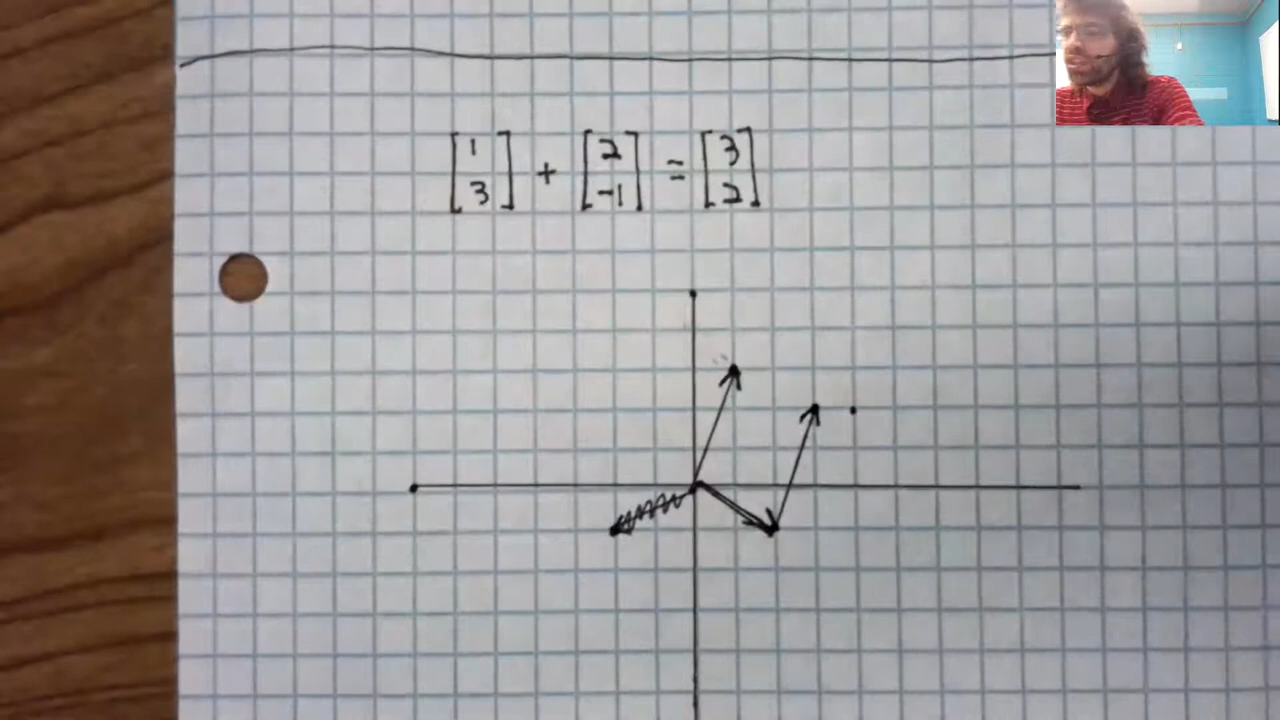 [1 3] + [2 -1] = [3 2]